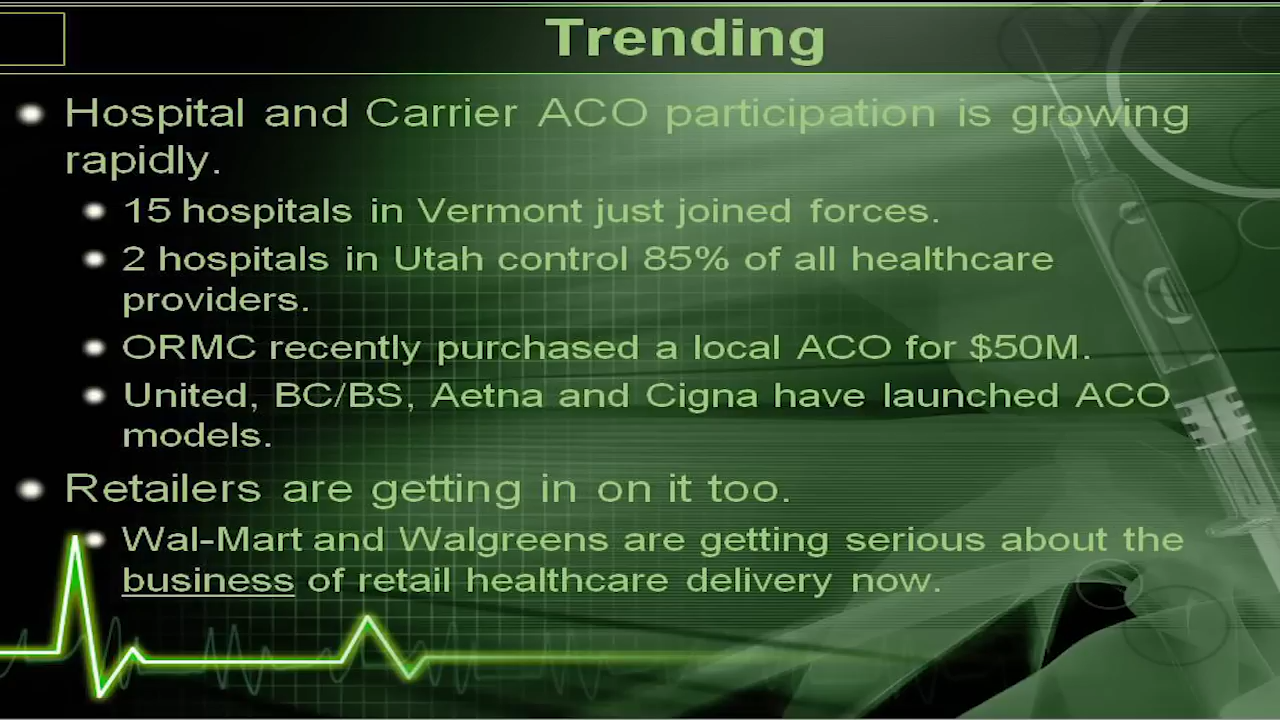 Trending
Hospital and Carrier ACO participation is growing
rapidly.
15 hospitals in Vermont just joined forces.
2 hospitals in Utah control 85% of all healthcare
providers.
ORMC recently purchased a local ACO for $50M.
United, BC/BS, Aetna and Cigna have launched ACO
models.
Retailers are getting in on it too.
Wal-Mart and Walgreens are getting serious about the
business of retail healthcare delivery now.